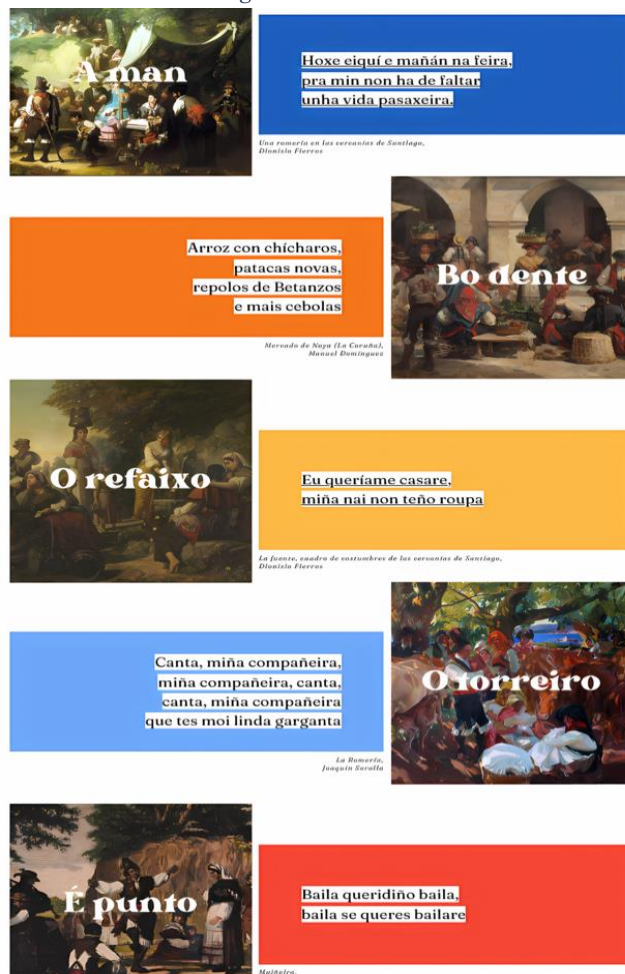 A man
Hoxe eiquí e mañán na feira,
pra min non ha de faltar
unha vida pasaxeira.
Una romería en las cercanías de Santiago,
Dionisio Fierros
Arroz con chícharos,
patacas novas,
repolos de Betanzos
e mais cebolas
Bo dente
Mercado de Noya (La Coruña),
Manuel Domínguez
O refaixo
Eu queríame casare,
miña nai non teño roupa
La fuente, cuadro de costumbres de las cercanías de Santiago,
Dionisio Fierros
Canta, miña compañeira,
miña compañeira, canta,
canta, miña compañeira
que tes moi linda garganta
O torreiro
La Romería,
Joaquín Sorolla
É punto
Baila queridiño baila,
baila se queres bailare
Muiñeira,